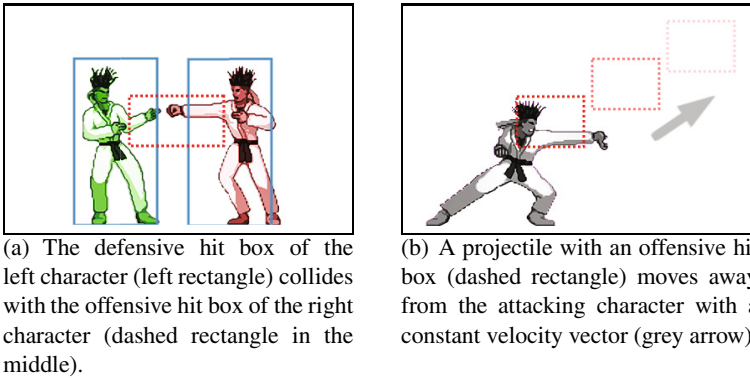 (a) The defensive hit box of the
left character (left rectangle) collides
with the offensive hit box of the right
character (dashed rectangle in the
middle).
(b) A projectile with an offensive hi
box (dashed rectangle) moves away
from the attacking character with a
constant velocity vector (grey arrow)